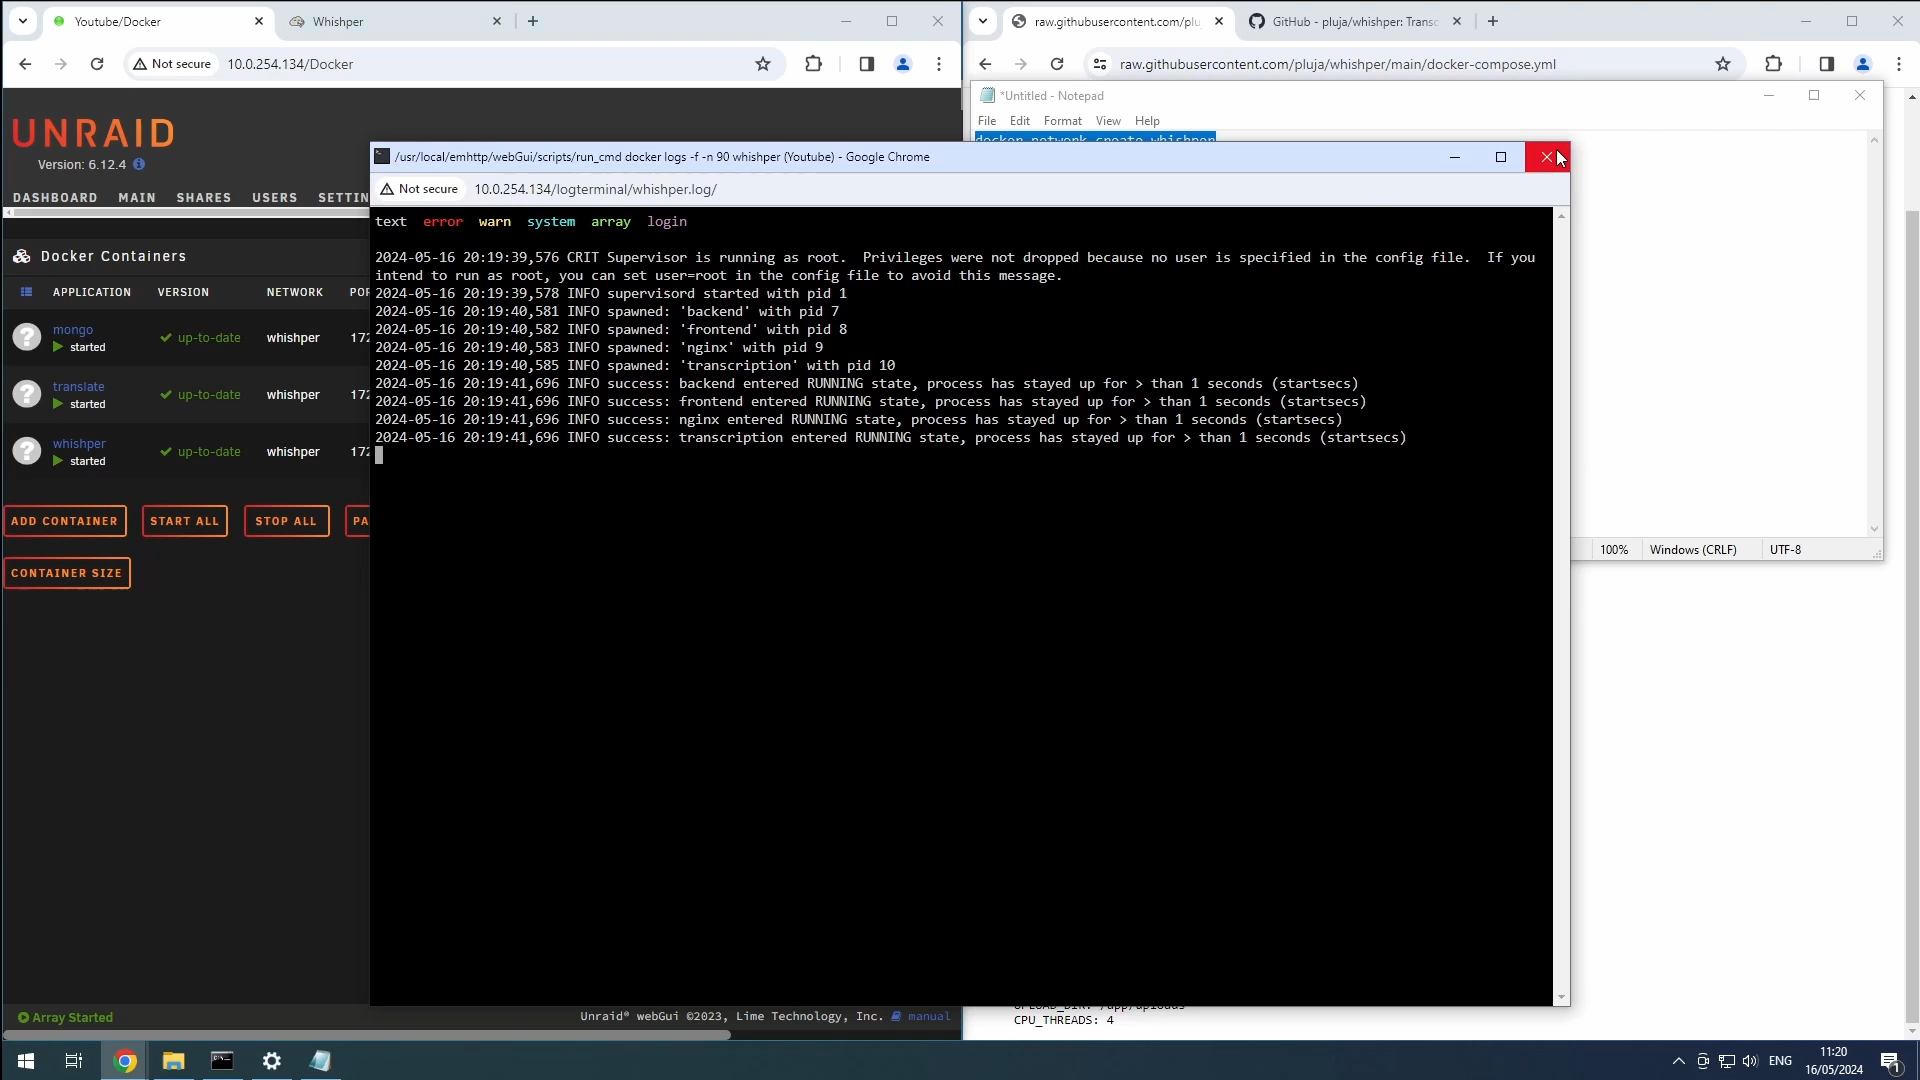 Youtube/Docker
Whishper
Not secure
10.0.254.134/Docker
raw.githubusercontent.com/plu
GitHub - pluja/whishper: Transc
raw.githubusercontent.com/pluja/whishper/main/docker-compose.yml
*Untitled - Notepad
File Edit Format View Help
docker network create whishper
UNRAID
Version: 6.12.4
DASHBOARD MAIN SHARES USERS SETTIN
Docker Containers
APPLICATION VERSION NETWORK POR
mongo
started
up-to-date
whishper
172
translate
started
up-to-date
whishper
172
whishper
started
up-to-date
whishper
172
ADD CONTAINER START ALL STOP ALL PA
CONTAINER SIZE
/usr/local/emhttp/webGui/scripts/run_cmd docker logs -f -n 90 whishper (Youtube) - Google Chrome
Not secure
10.0.254.134/logterminal/whishper.log/
text error warn system array login
2024-05-16 20:19:39,576 CRIT Supervisor is running as root.  Privileges were not dropped because no user is specified in the config file.  If you
intend to run as root, you can set user=root in the config file to avoid this message.
2024-05-16 20:19:39,578 INFO supervisord started with pid 1
2024-05-16 20:19:40,581 INFO spawned: 'backend' with pid 7
2024-05-16 20:19:40,582 INFO spawned: 'frontend' with pid 8
2024-05-16 20:19:40,583 INFO spawned: 'nginx' with pid 9
2024-05-16 20:19:40,585 INFO spawned: 'transcription' with pid 10
2024-05-16 20:19:41,696 INFO success: backend entered RUNNING state, process has stayed up for > than 1 seconds (startsecs)
2024-05-16 20:19:41,696 INFO success: frontend entered RUNNING state, process has stayed up for > than 1 seconds (startsecs)
2024-05-16 20:19:41,696 INFO success: nginx entered RUNNING state, process has stayed up for > than 1 seconds (startsecs)
2024-05-16 20:19:41,696 INFO success: transcription entered RUNNING state, process has stayed up for > than 1 seconds (startsecs)
100% Windows (CRLF) UTF-8
UPLOAD_DIR: /app/uploads
CPU_THREADS: 4
Array Started
Unraid® webGui ©2023, Lime Technology, Inc. manual
ENG
11:20
16/05/2024
1